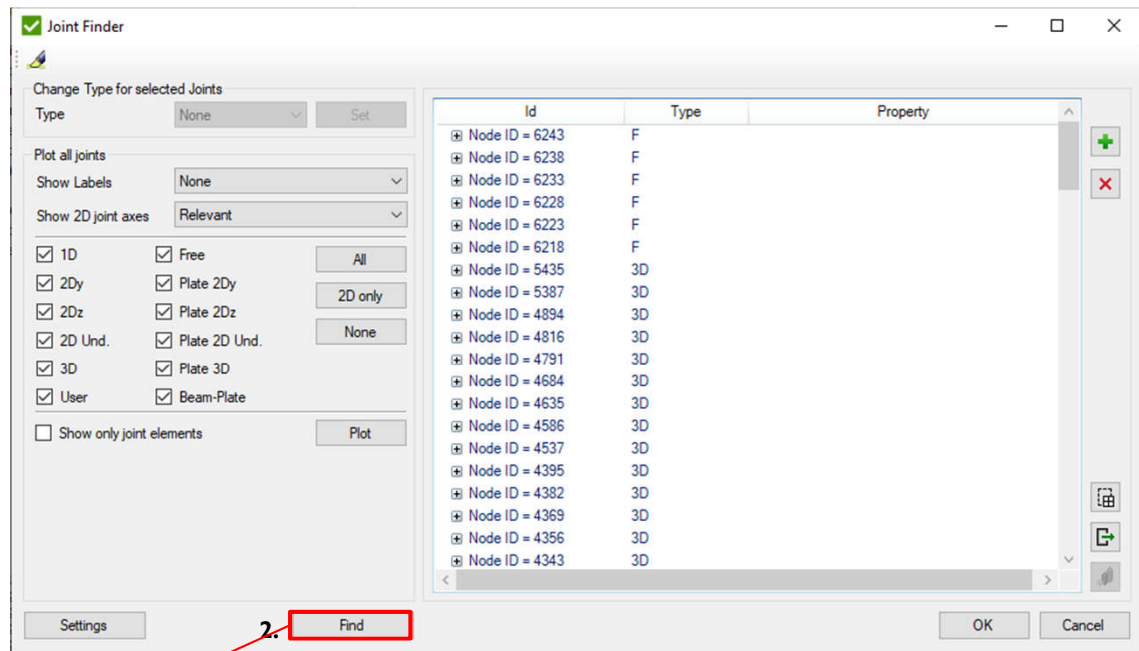 Joint Finder
Change Type for selected Joints
Type None Set
Plot all joints
Show Labels None
Show 2D joint axes Relevant
1D Free All
2Dy Plate 2Dy 2D only
2Dz Plate 2Dz
2D Und. Plate 2D Und. None
3D Plate 3D
User Beam-Plate
Show only joint elements Plot
Id Type Property
Node ID = 6243 F
Node ID = 6238 F
Node ID = 6233 F
Node ID = 6228 F
Node ID = 6223 F
Node ID = 6218 F
Node ID = 5435 3D
Node ID = 5387 3D
Node ID = 4894 3D
Node ID = 4816 3D
Node ID = 4791 3D
Node ID = 4684 3D
Node ID = 4635 3D
Node ID = 4586 3D
Node ID = 4537 3D
Node ID = 4395 3D
Node ID = 4382 3D
Node ID = 4369 3D
Node ID = 4356 3D
Node ID = 4343 3D
Settings 2. Find OK Cancel